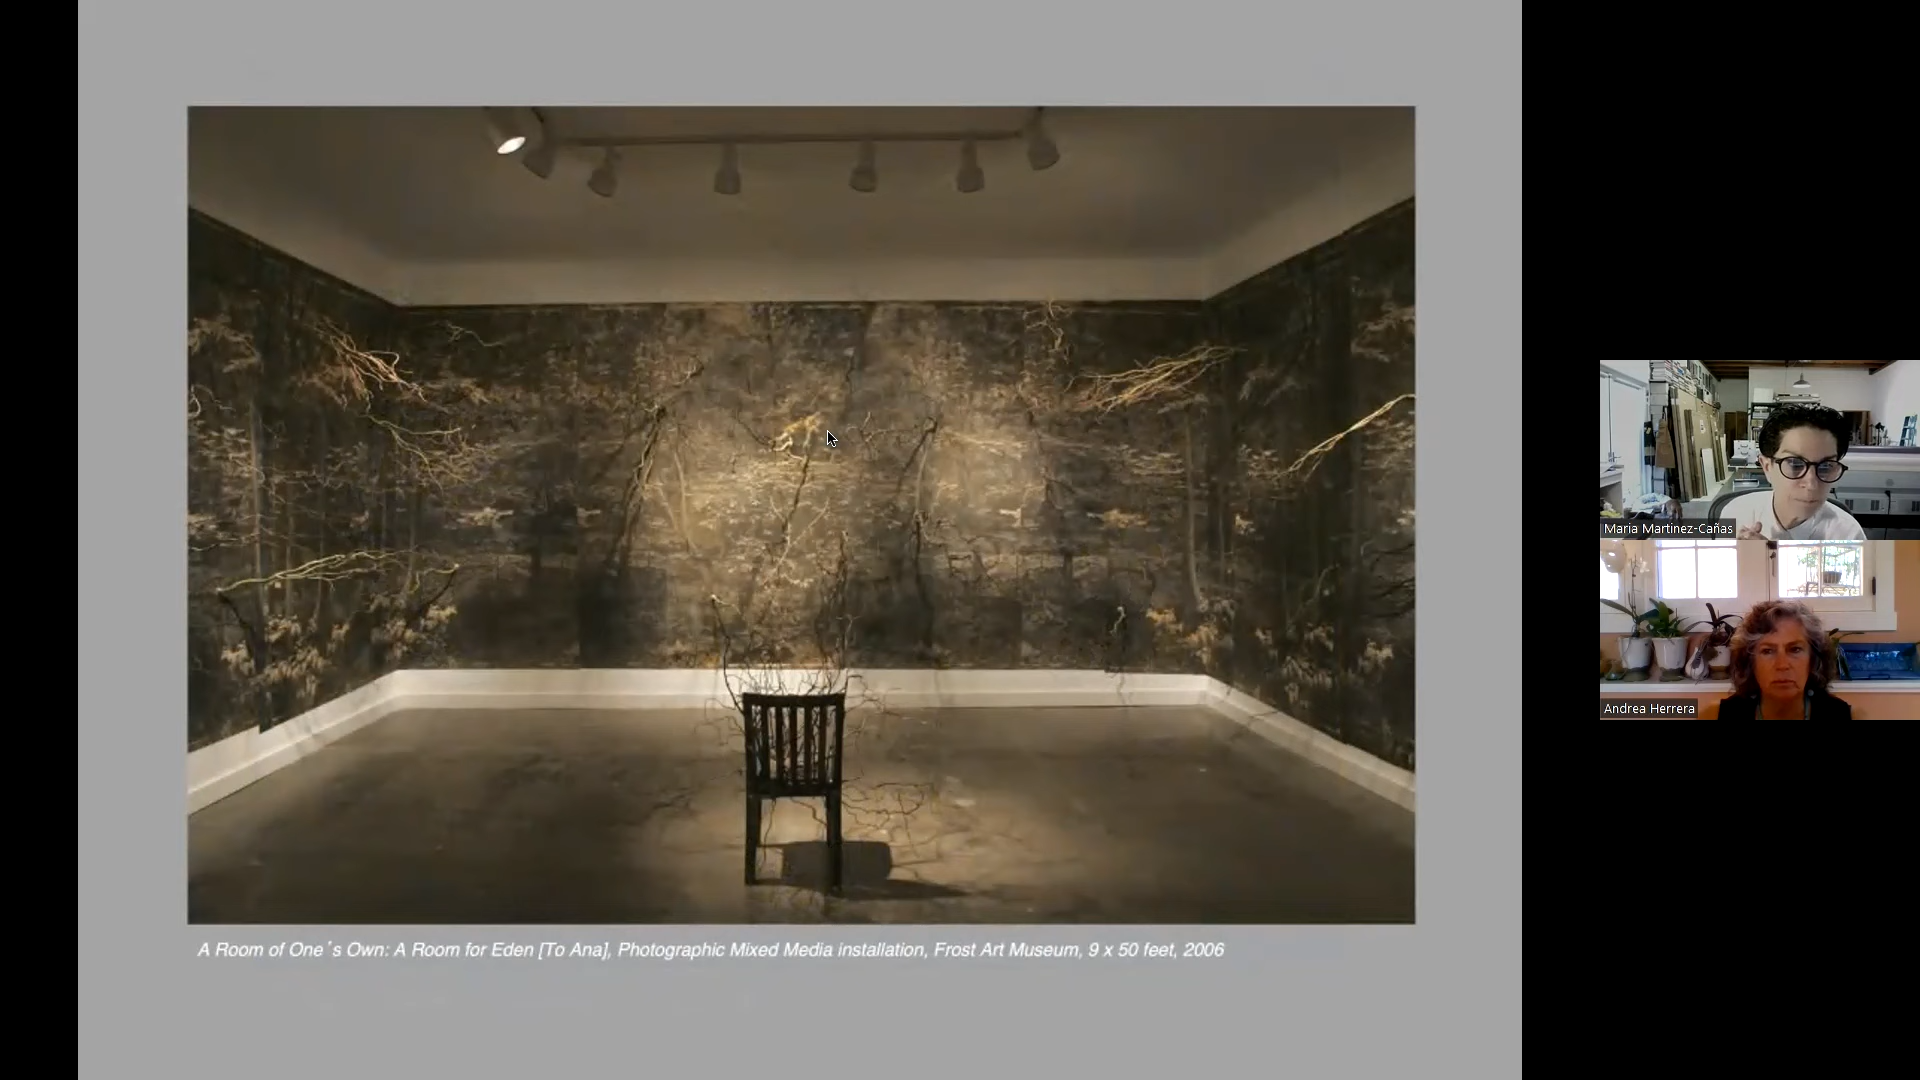 A Room of One´s Own: A Room for Eden [To Ana], Photographic Mixed Media installation, Frost Art Museum, 9 x 50 feet, 2006
Maria Martinez-Cañas
Andrea Herrera